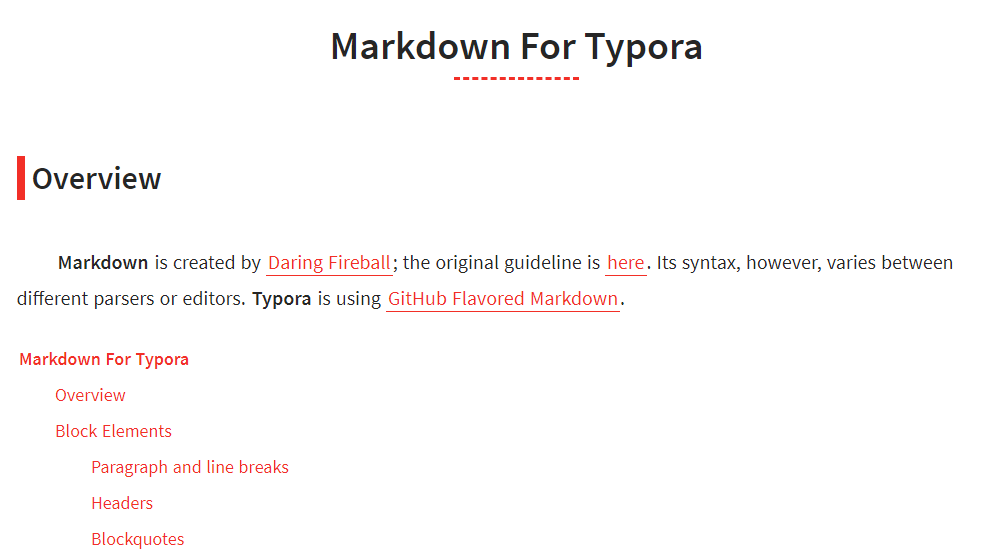 Markdown For Typora
Overview
Markdown is created by Daring Fireball; the original guideline is here. Its syntax, however, varies between
different parsers or editors. Typora is using GitHub Flavored Markdown.
Markdown For Typora
Overview
Block Elements
Paragraph and line breaks
Headers
Blockquotes